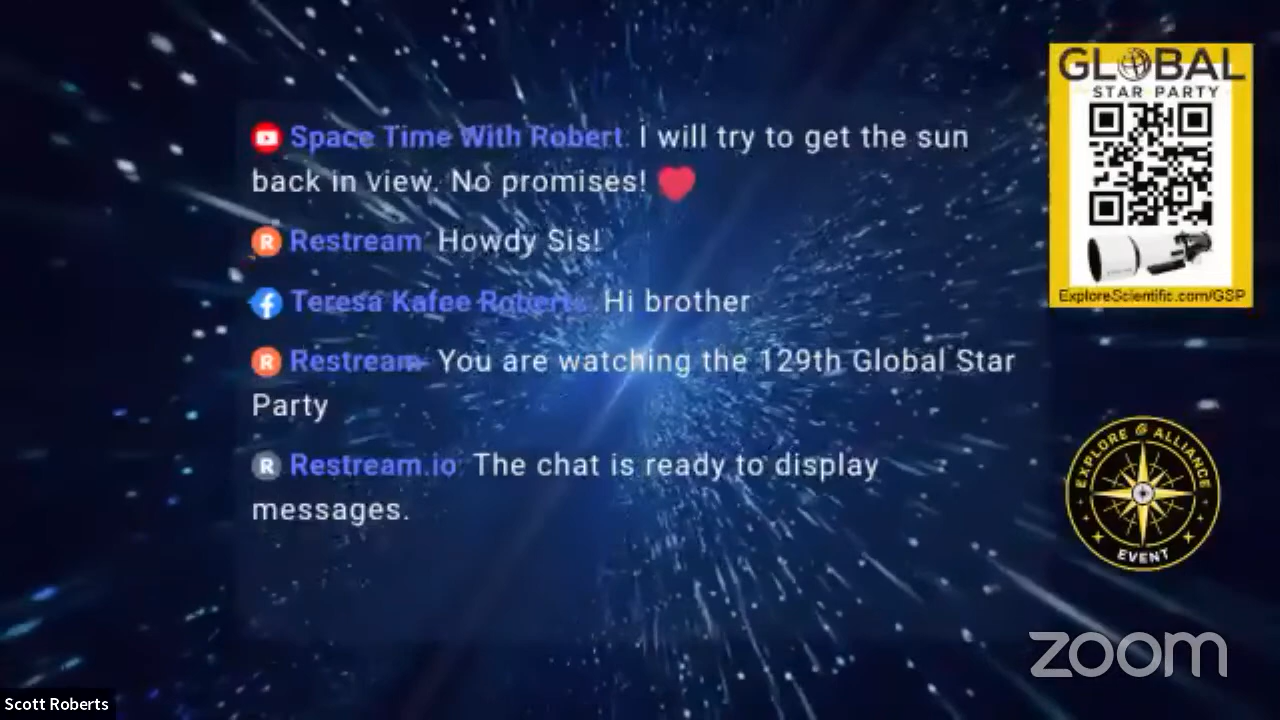 Space Time With Robert: I will try to get the sun
back in view. No promises! ❤️
Restream: Howdy Sis!
Teresa Kafee Roberts: Hi brother
Restream: You are watching the 129th Global Star
Party
Restream.io: The chat is ready to display
messages.
GLOBAL
STAR PARTY
ExploreScientific.com/GSP
EXPLORE ALLIANCE
EVENT
zoom
Scott Roberts